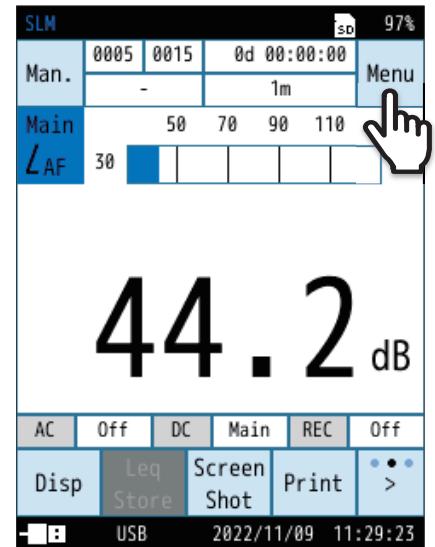 SLM SD 97%
Man. 0005 0015 0d 00:00:00 Menu
- 1m
Main 50 70 90 110
LAF 30
44.2 dB
AC Off DC Main REC Off
Disp Leq Store Screen Shot Print >
USB 2022/11/09 11:29:23